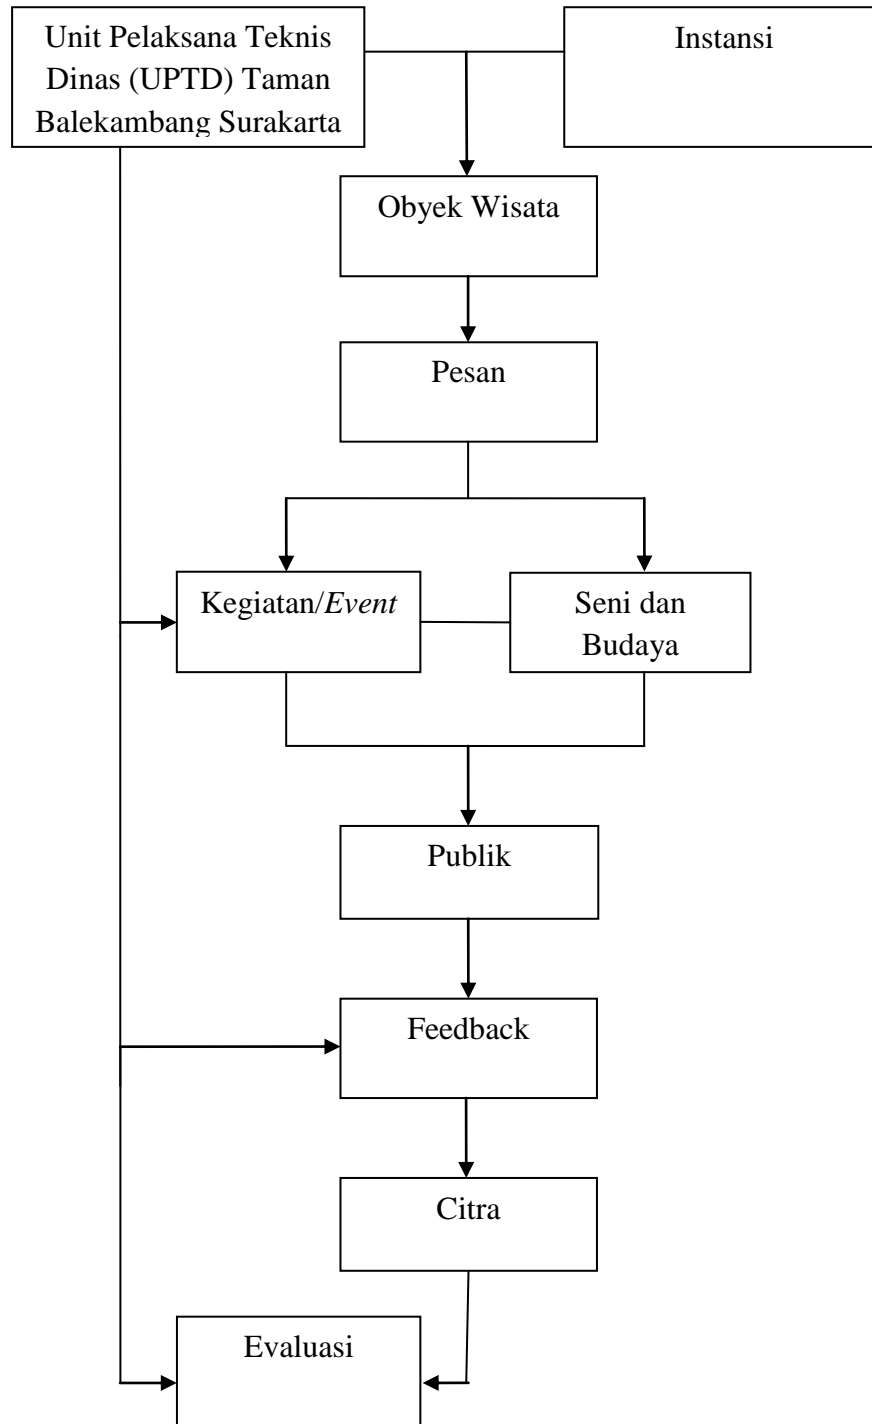 Unit Pelaksana Teknis
Dinas (UPTD) Taman
Balekambang Surakarta
Instansi
Obyek Wisata
Pesan
Kegiatan/Event
Seni dan
Budaya
Publik
Feedback
Citra
Evaluasi